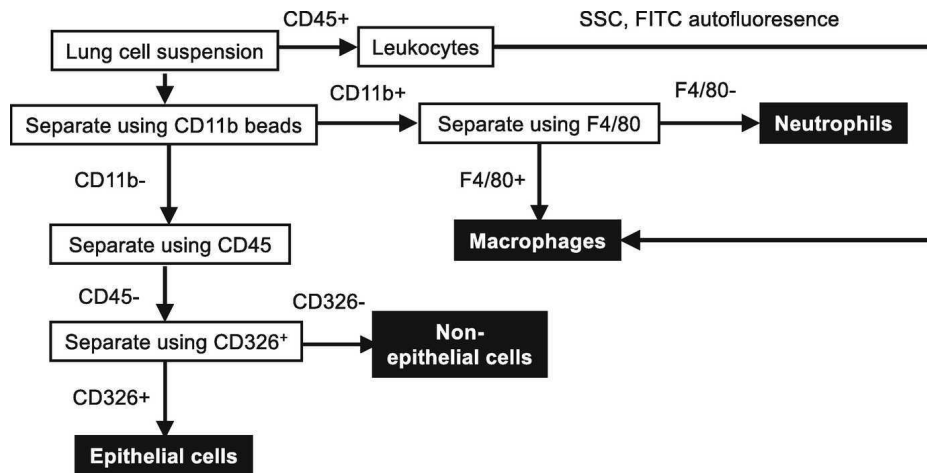 CD45+
SSC, FITC autofluoresence
Lung cell suspension
Leukocytes
CD11b+
F4/80-
Separate using CD11b beads
Separate using F4/80
Neutrophils
CD11b-
F4/80+
Separate using CD45
Macrophages
CD45-
CD326-
Separate using CD326⁺
Non-
epithelial cells
CD326+
Epithelial cells